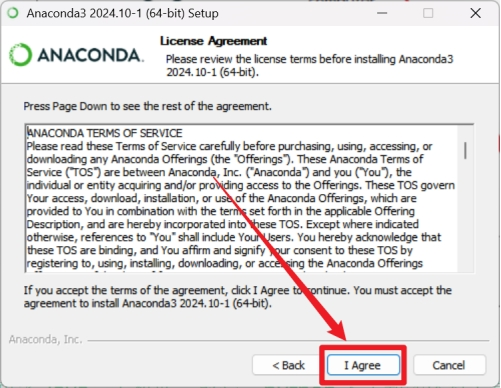 Anaconda3 2024.10-1 (64-bit) Setup
ANACONDA.
License Agreement
Please review the license terms before installing Anaconda3
2024.10-1 (64-bit).
Press Page Down to see the rest of the agreement.
ANACONDA TERMS OF SERVICE
Please read these Terms of Service carefully before purchasing, using, accessing, or
downloading any Anaconda Offerings (the "Offerings"). These Anaconda Terms of
Service ("TOS") are between Anaconda, Inc. ("Anaconda") and you ("You"), the
individual or entity acquiring and/or providing access to the Offerings. These TOS govern
Your access, download, installation, or use of the Anaconda Offerings, which are
provided to You in combination with the terms set forth in the applicable Offering
Description, and are hereby incorporated into these TOS. Except where indicated
otherwise, references to "You" shall include Your Users. You hereby acknowledge that
these TOS are binding, and You affirm and signify your consent to these TOS by
registering to, using, installing, downloading, or accessing the Anaconda Offerings
If you accept the terms of the agreement, click I Agree to continue. You must accept the
agreement to install Anaconda3 2024.10-1 (64-bit).
Anaconda, Inc.
< Back
I Agree
Cancel